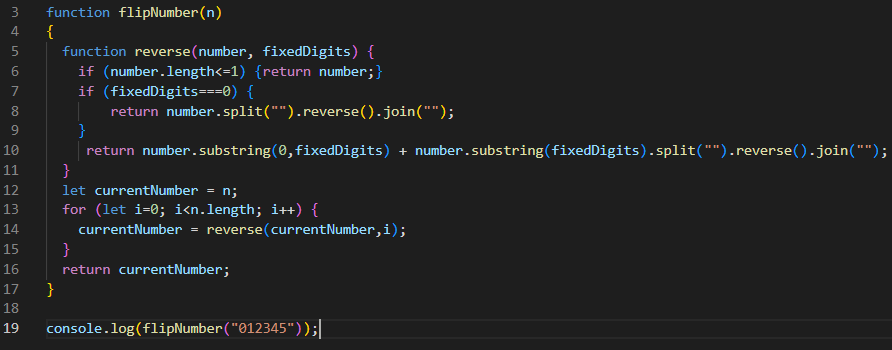 3 function flipNumber(n)
4 {
5   function reverse(number, fixedDigits) {
6     if (number.length<=1) {return number;}
7     if (fixedDigits===0) {
8         return number.split("").reverse().join("");
9     }
10      return number.substring(0,fixedDigits) + number.substring(fixedDigits).split("").reverse().join("");
11   }
12   let currentNumber = n;
13   for (let i=0; i<n.length; i++) {
14     currentNumber = reverse(currentNumber,i);
15   }
16   return currentNumber;
17 }
18
19 console.log(flipNumber("012345"));